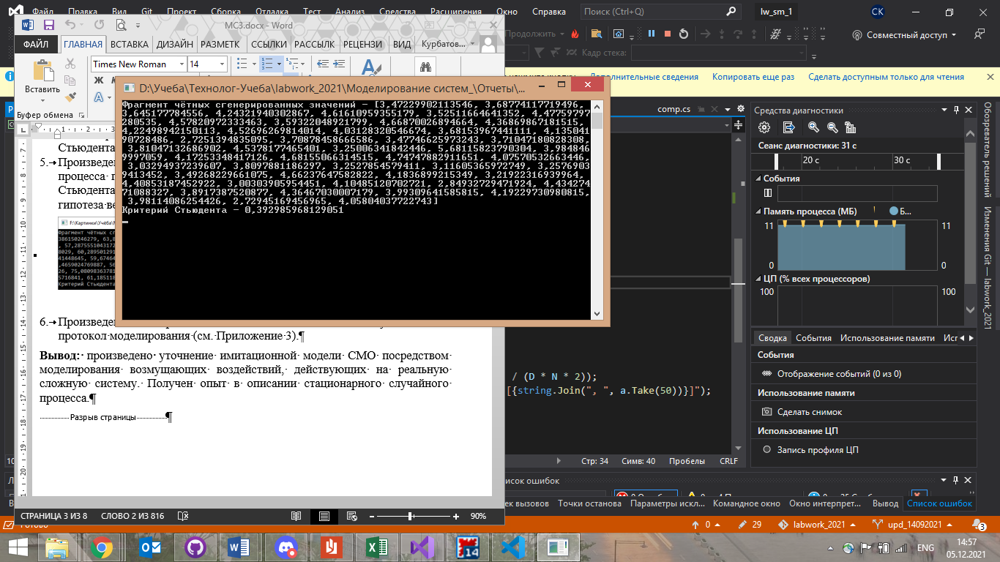 Файл Правка Вид Git Проект Сборка Отладка Тест Анализ Средства Расширения Окно Справка Поиск (Ctrl+Q) lw_sm_1 СК
МС3.docx - Word
Продолжить Совместный доступ
ФАЙЛ ГЛАВНАЯ ВСТАВКА ДИЗАЙН РАЗМЕТК ССЫЛКИ РАССЫЛК РЕЦЕНЗИ ВИД Курбатов...
Кадр стека:
Times New Roman 14
Вставить
Ж
Буфер обмена
Дополнительные сведения Копировать еще раз Сделать доступным только для чтения
D:\Учеба\Технолог-Учеба\labwork_2021\Моделирование систем_\Отчеты\...
Фрагмент чётных сгенерированных значений — [3,47229902113546, 3,68774117719496,
3,645177784556, 4,24321940302867, 4,61610959355179, 3,52511664641352, 4,47759797
280535, 4,57820972333463, 3,59322048921799, 4,66870026894664, 4,36869867181515,
4,22498942150113, 4,52696269814014, 4,03128320546674, 3,68153967441111, 4,135041
90728486, 2,7251394835095, 3,70878458666586, 3,47746625973243, 3,71047180828308,
3,81047132686902, 4,5378177465401, 3,25006341842446, 5,68115823790304, 3,984846
9997059, 4,17253348417126, 4,68155066314515, 4,74747882911651, 4,07570532663446,
3,03294937239607, 3,8097881186297, 3,2527854579411, 3,11605365972749, 3,2576903
9413452, 3,49268229661075, 4,66237647582822, 4,1836899215349, 3,21922316939964,
4,40853187452922, 3,00303905954451, 4,10485120702721, 2,84932729471924, 4,434274
71088327, 3,8917387520877, 4,36467030007179, 3,99309641585815, 4,19229730980815,
3,98114086254426, 2,72945169456965, 4,05804037722743]
Критерий Стьюдента — 0,392985968129051
comp.cs
Стьюдента
5. Произведе
процесса
Стьюдента
гипотеза ве
6. Произведе
протокол моделирования (см. Приложение 3).¶
Вывод: произведено уточнение имитационной модели СМО посредством
моделирования возмущающих воздействий, действующих на реальную
сложную систему. Получен опыт в описании стационарного случайного
процесса.¶
Разрыв страницы ¶
/ (D * N * 2));
[{string.Join(", ", a.Take(50))}]");
Стр: 34 Симв: 40 Пробелы CRLF
СТРАНИЦА 3 ИЗ 8 СЛОВО 2 ИЗ 816 90%
Средства диагностики
Сеанс диагностики: 31 с
20 с 30 с
События
Память процесса (МБ) Б...
11 11
0 0
ЦП (% всех процессоров)
100 100
Сводка События Использование памяти
События
Отображение событий (0 из 0)
Использование памяти
Сделать снимок
Использование ЦП
Запись профиля ЦП
Обозреватель решений
Изменения Git — labwork_2021
Точки останова Параметры искл... Командное окно Окно интерпрет... Вывод Список ошибок
Готово 0 29 labwork_2021 upd_14092021 3
ENG 14:57
05.12.2021